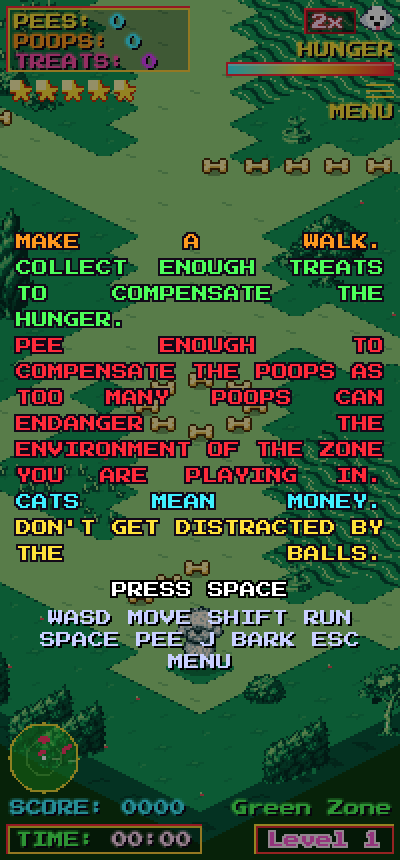 PEES: 0
2x
POOPS: 0
HUNGER
TREATS: 0
MENU
MAKE A WALK.
COLLECT ENOUGH TREATS
TO COMPENSATE THE
HUNGER.
PEE ENOUGH TO
COMPENSATE THE POOPS AS
TOO MANY POOPS CAN
ENDANGER THE
ENVIRONMENT OF THE ZONE
YOU ARE PLAYING IN.
CATS MEAN MONEY.
DON'T GET DISTRACTED BY
THE BALLS.
PRESS SPACE
WASD MOVE SHIFT RUN
SPACE PEE J BARK ESC
MENU
SCORE: 0000 Green Zone
TIME: 00:00 Level 1